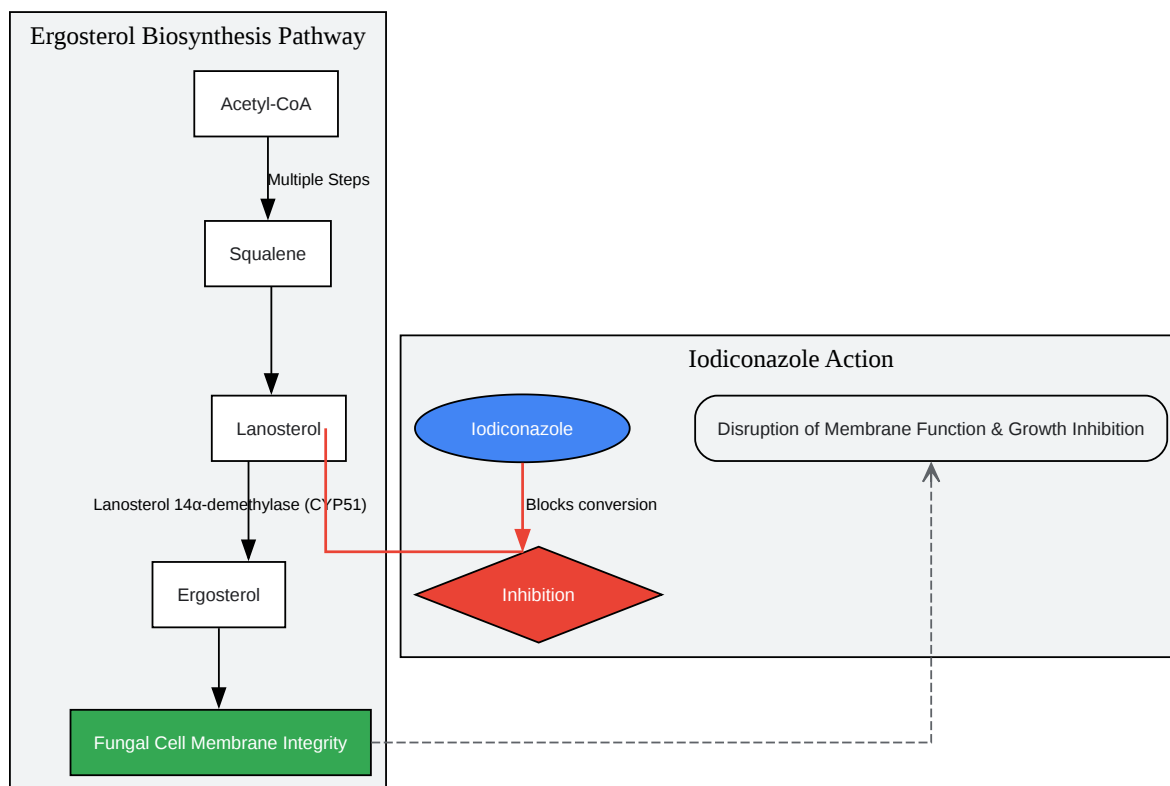 Ergosterol Biosynthesis Pathway
Acetyl-CoA
Multiple Steps
Squalene
Lanosterol
Lanosterol 14α-demethylase (CYP51)
Ergosterol
Fungal Cell Membrane Integrity
Iodiconazole Action
Iodiconazole
Disruption of Membrane Function & Growth Inhibition
Blocks conversion
Inhibition